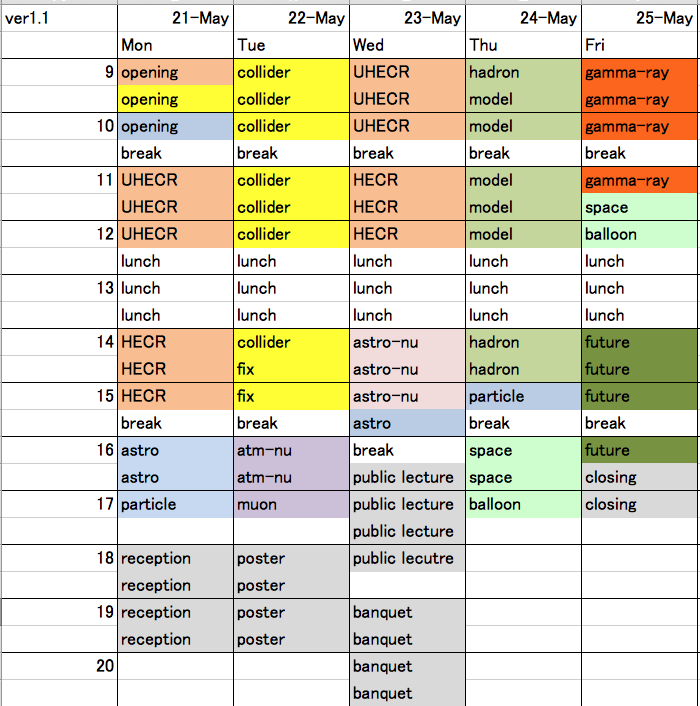 ver1.1 21-May 22-May 23-May 24-May 25-May
Mon Tue Wed Thu Fri
9 opening collider UHECR hadron gamma-ray
opening collider UHECR model gamma-ray
10 opening collider UHECR model gamma-ray
break break break break break
11 UHECR collider HECR model gamma-ray
UHECR collider HECR model space
12 UHECR collider HECR model balloon
lunch lunch lunch lunch lunch
13 lunch lunch lunch lunch lunch
lunch lunch lunch lunch lunch
14 HECR collider astro-nu hadron future
HECR fix astro-nu hadron future
15 HECR fix astro-nu particle future
break break astro break break
16 astro atm-nu break space future
astro atm-nu public lecture space closing
17 particle muon public lecture balloon closing
public lecture
18 reception poster public lecutre
reception poster
19 reception poster banquet
reception poster banquet
20 banquet
banquet